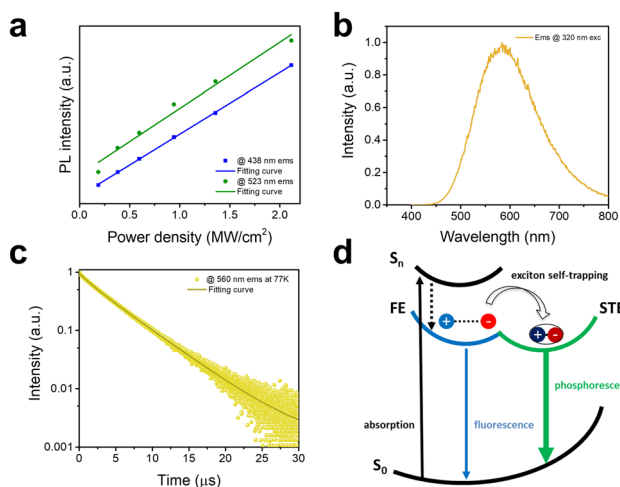 a
PL intensity (a.u.)
@ 438 nm ems
Fitting curve
@ 523 nm ems
Fitting curve
0.0 0.5 1.0 1.5 2.0
Power density (MW/cm²)
b
Ems @ 320 nm exc
Intensity (a.u.)
1.0
0.8
0.6
0.4
0.2
0.0
300 400 500 600 700 800
Wavelength (nm)
c
@ 560 nm ems at 77K
Fitting curve
Intensity (a.u.)
1
0.1
0.01
0.001
0 5 10 15 20 25 30
Time (μs)
d
Sn
exciton self-trapping
FE
STE
+ -
+ -
absorption
fluorescence
phosphoresce
S0